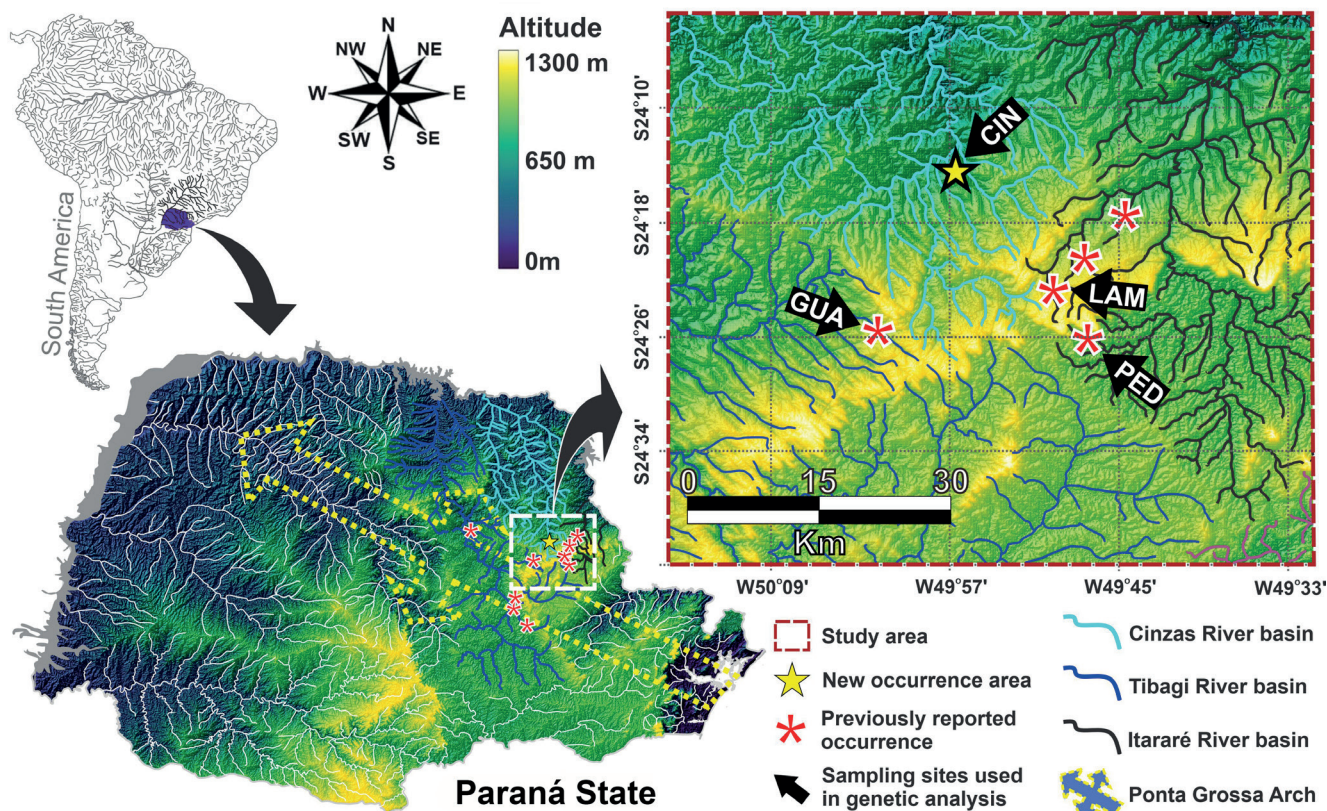 N
NW
NE
W
E
SW
SE
S
Altitude
1300 m
650 m
0m
South America
Paraná State
CIN
LAM
GUA
PED
S24°10'
S24°18'
S24°26'
S24°34'
0
15
30
Km
W50°09'
W49°57'
W49°45'
W49°33'
Study area
New occurrence area
Previously reported
occurrence
Sampling sites used
in genetic analysis
Cinzas River basin
Tibagi River basin
Itararé River basin
Ponta Grossa Arch